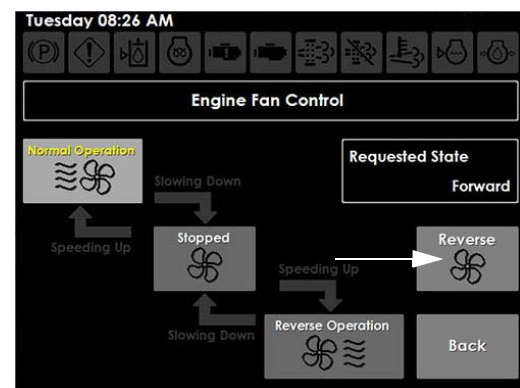 Tuesday 08:26 AM
(P)
Engine Fan Control
Normal Operation
Requested State
Forward
Slowing Down
Speeding Up
Stopped
Reverse
Speeding Up
Slowing Down
Reverse Operation
Back